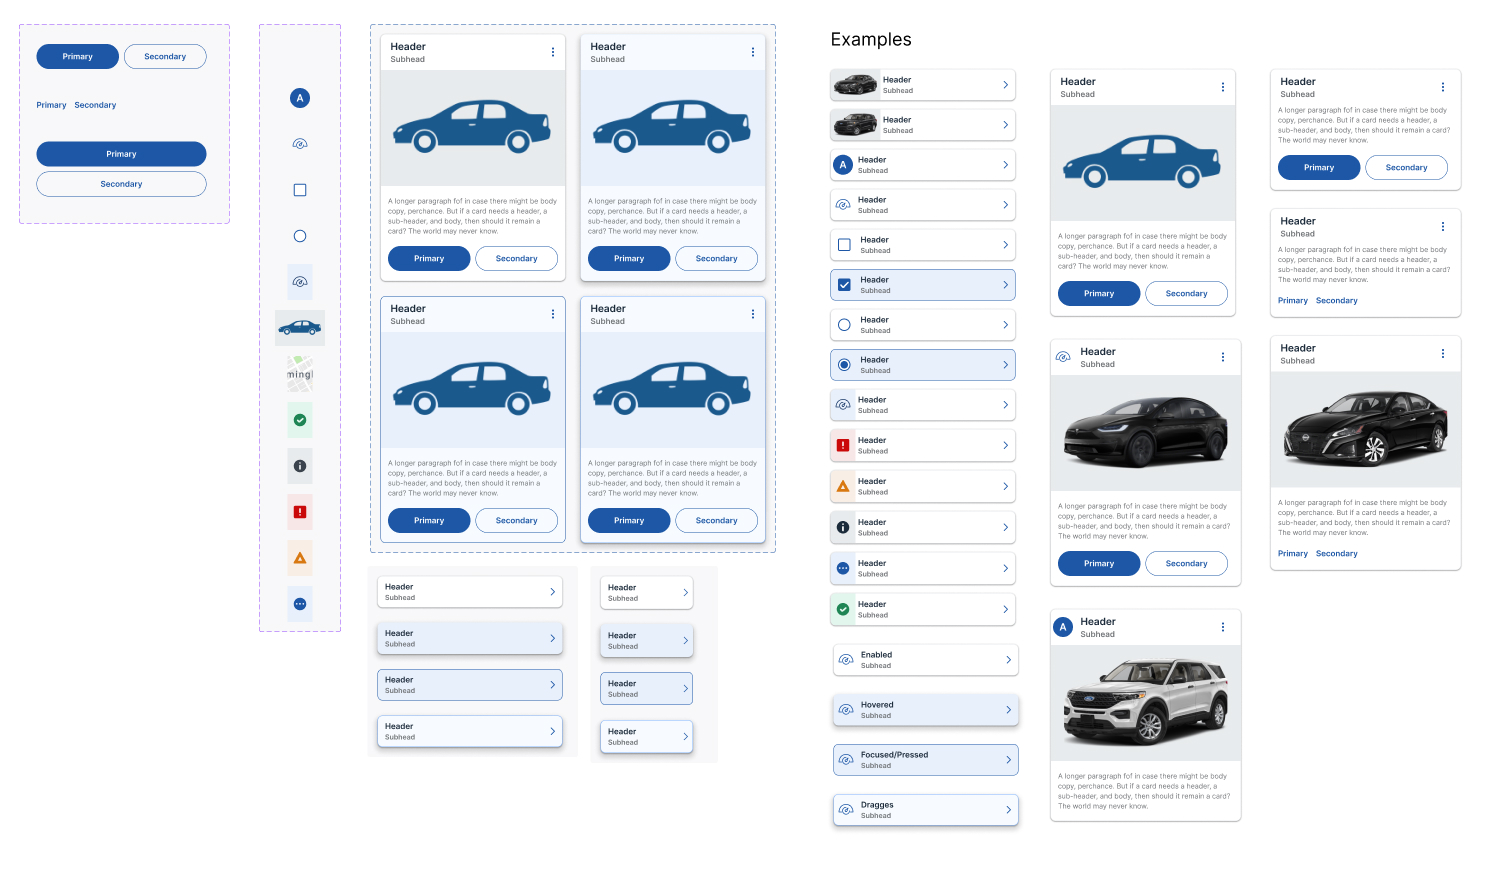 Primary
Secondary
Primary
Secondary
Primary
Secondary
A
mingl
Header
Subhead
A longer paragraph fof in case there might be body
copy, perchance. But if a card needs a header, a
sub-header, and body, then should it remain a
card? The world may never know.
Primary
Secondary
Header
Subhead
A longer paragraph fof in case there might be body
copy, perchance. But if a card needs a header, a
sub-header, and body, then should it remain a
card? The world may never know.
Primary
Secondary
Header
Subhead
A longer paragraph fof in case there might be body
copy, perchance. But if a card needs a header, a
sub-header, and body, then should it remain a
card? The world may never know.
Primary
Secondary
Header
Subhead
A longer paragraph fof in case there might be body
copy, perchance. But if a card needs a header, a
sub-header, and body, then should it remain a
card? The world may never know.
Primary
Secondary
Header
Subhead
Header
Subhead
Header
Subhead
Header
Subhead
Header
Subhead
Header
Subhead
Header
Subhead
Header
Subhead
Examples
Header
Subhead
Header
Subhead
A
Header
Subhead
Header
Subhead
Header
Subhead
Header
Subhead
Header
Subhead
Header
Subhead
Header
Subhead
Header
Subhead
Header
Subhead
Header
Subhead
Header
Subhead
Header
Subhead
Enabled
Subhead
Hovered
Subhead
Focused/Pressed
Subhead
Dragges
Subhead
Header
Subhead
A longer paragraph fof in case there might be body
copy, perchance. But if a card needs a header, a
sub-header, and body, then should it remain a
card? The world may never know.
Primary
Secondary
Header
Subhead
A longer paragraph fof in case there might be body
copy, perchance. But if a card needs a header, a
sub-header, and body, then should it remain a card?
The world may never know.
Primary
Secondary
A
Header
Subhead
A longer paragraph fof in case there might be body
copy, perchance. But if a card needs a header, a
sub-header, and body, then should it remain a card?
The world may never know.
Header
Subhead
A longer paragraph fof in case there might be body
copy, perchance. But if a card needs a header, a
sub-header, and body, then should it remain a card?
The world may never know.
Primary
Secondary
Header
Subhead
A longer paragraph fof in case there might be body
copy, perchance. But if a card needs a header, a
sub-header, and body, then should it remain a card?
The world may never know.
Primary
Secondary
Header
Subhead
A longer paragraph fof in case there might be body
copy, perchance. But if a card needs a header, a
sub-header, and body, then should it remain a card?
The world may never know.
Primary
Secondary